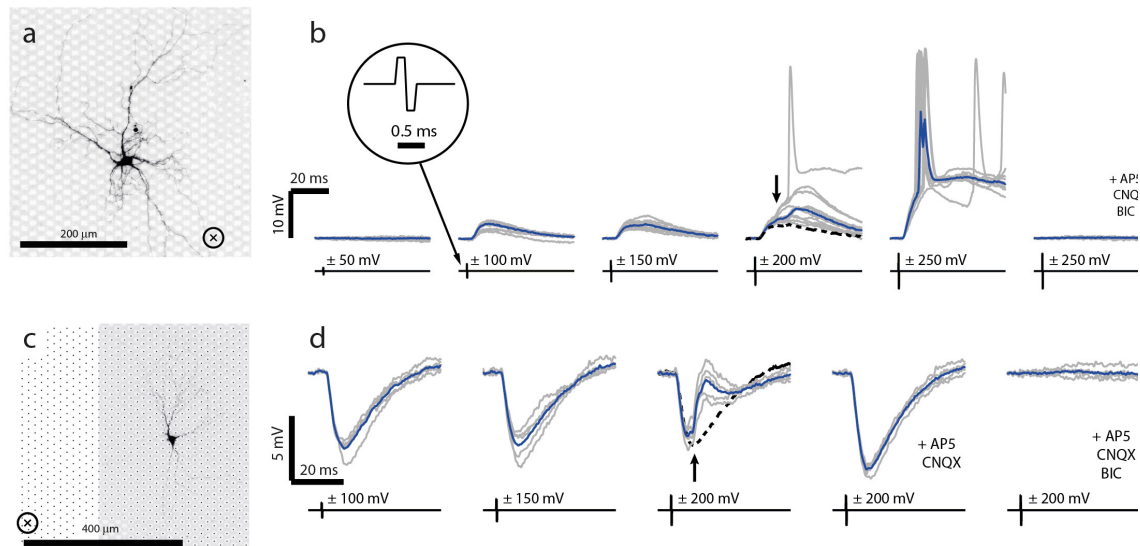 a
200 µm
b
0.5 ms
20 ms
10 mV
± 50 mV
± 100 mV
± 150 mV
± 200 mV
± 250 mV
+ AP5
CNQX
BIC
± 250 mV
c
400 µm
d
5 mV
20 ms
± 100 mV
± 150 mV
± 200 mV
+ AP5
CNQX
± 200 mV
+ AP5
CNQX
BIC
± 200 mV